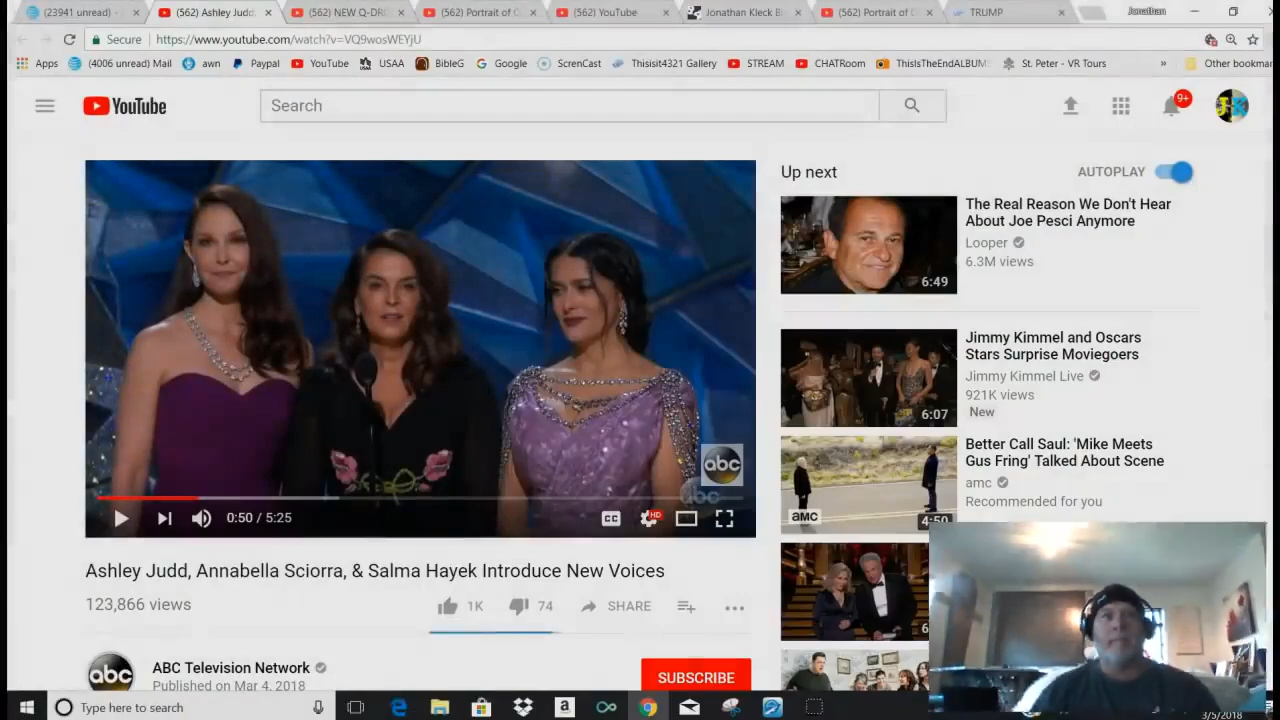 (23941 unread) -
(562) Ashley Judd,
(562) NEW Q-DR
(562) Portrait of
(562) YouTube
Jonathan Kleck B
(562) Portrait of
TRUMP
Jonathan
Secure
https://www.youtube.com/watch?v=VQ9wosWEYjU
Apps
(4006 unread) Mail
awn
Paypal
YouTube
USAA
BibleG
Google
ScrenCast
Thisisit4321 Gallery
STREAM
CHATRoom
ThisIsTheEndALBUM
St. Peter - VR Tours
»
Other bookmar
YouTube
Search
9+
JK
Up next
AUTOPLAY
The Real Reason We Don't Hear
About Joe Pesci Anymore
Looper
6.3M views
6:49
Jimmy Kimmel and Oscars
Stars Surprise Moviegoers
Jimmy Kimmel Live
921K views
New
6:07
Better Call Saul: 'Mike Meets
Gus Fring' Talked About Scene
amc
Recommended for you
amc
4:50
abc
abc
0:50 / 5:25
CC
HD
Ashley Judd, Annabella Sciorra, & Salma Hayek Introduce New Voices
123,866 views
1K
74
SHARE
abc
ABC Television Network
Published on Mar 4, 2018
SUBSCRIBE
Type here to search
3/5/2018